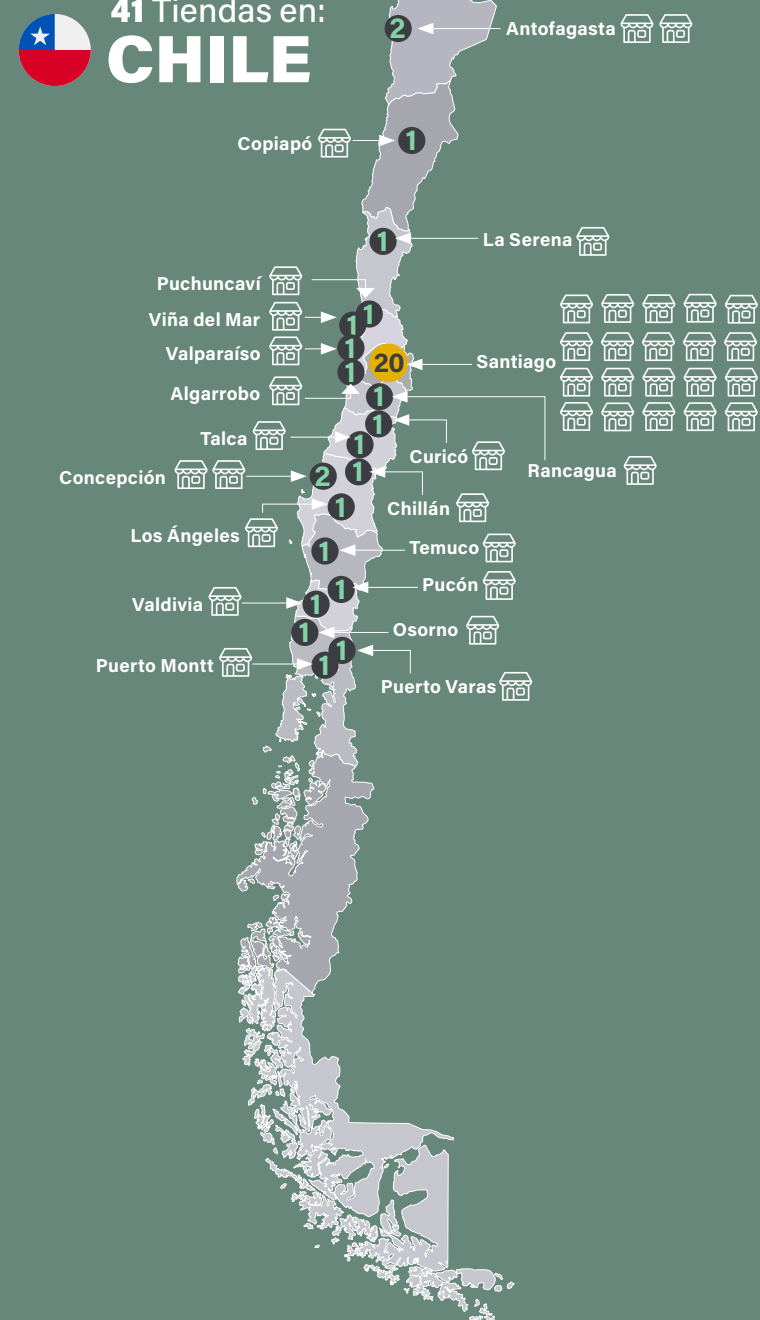 41 Tiendas en:
CHILE
2 Antofagasta
Copiapó 1
1 La Serena
Puchuncaví 1
Viña del Mar 1
Valparaíso 1
20 Santiago
Algarrobo 1
1 Rancagua
1 Curicó
Talca 1
Concepción 2
1 Chillán
Los Ángeles 1
1 Temuco
1 Pucón
Valdivia 1
1 Osorno
Puerto Montt 1
1 Puerto Varas